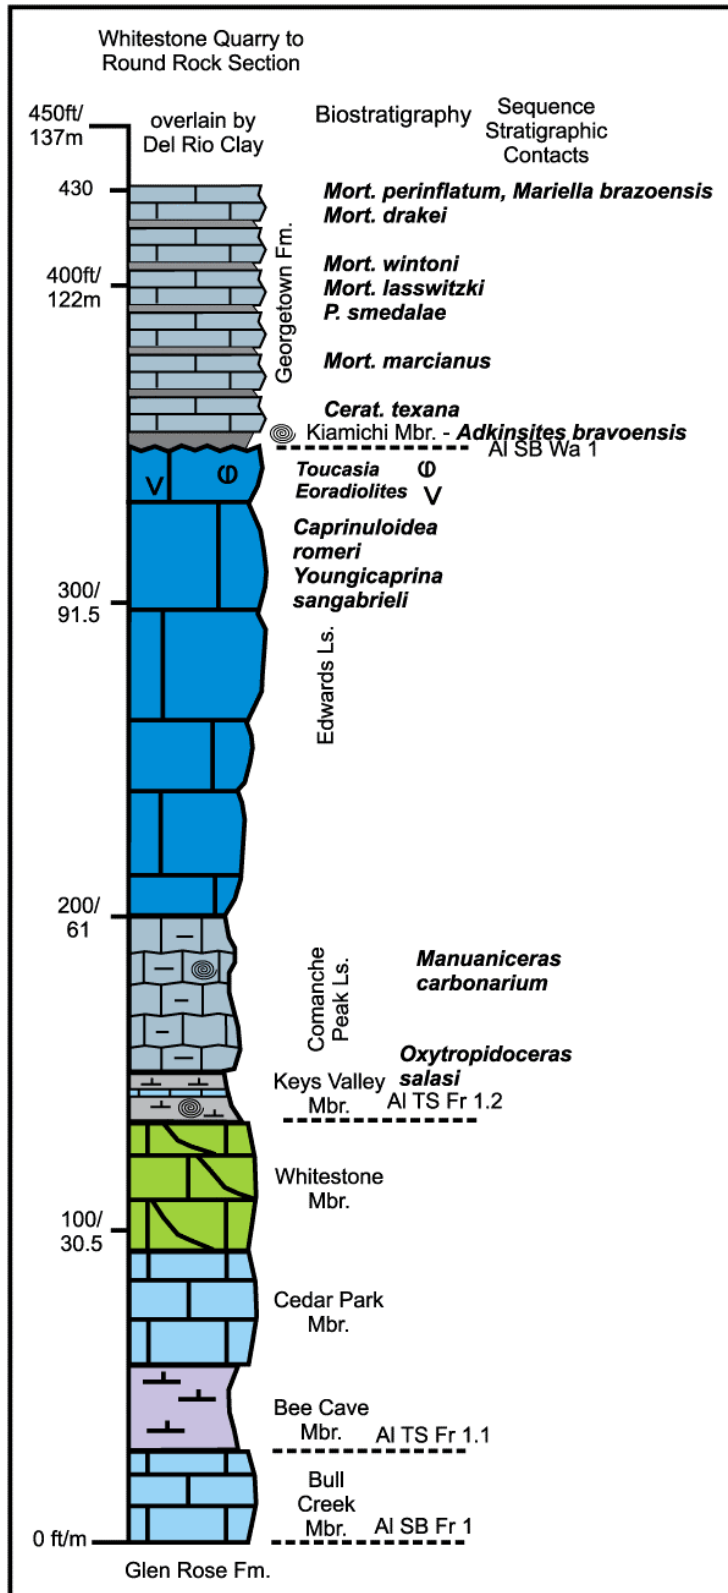 Whitestone Quarry to
Round Rock Section
450ft/
137m
overlain by
Del Rio Clay
Biostratigraphy
Sequence
Stratigraphic
Contacts
430
Mort. perinflatum, Mariella brazoensis
Mort. drakei
Georgetown Fm.
400ft/
122m
Mort. wintoni
Mort. lasswitzki
P. smedalae
Mort. marcianus
Cerat. texana
Kiamichi Mbr. - Adkinsites bravoensis
Al SB Wa 1
Toucasia
Eoradiolites
Caprinuloidea
romeri
Youngicaprina
sangabrieli
300/
91.5
Edwards Ls.
200/
61
Manuaniceras
carbonarium
Comanche
Peak Ls.
Oxytropidoceras
salasi
Keys Valley
Mbr.
Al TS Fr 1.2
Whitestone
Mbr.
100/
30.5
Cedar Park
Mbr.
Bee Cave
Mbr.
Al TS Fr 1.1
Bull
Creek
Mbr.
Al SB Fr 1
0 ft/m
Glen Rose Fm.